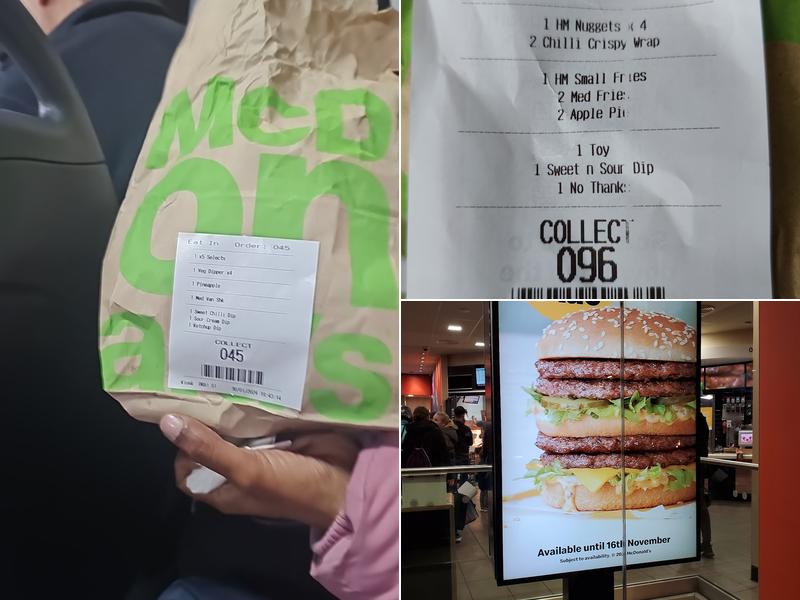 McD
on
a s
Eat In Order: 045
1 x5 Selects
1 Veg Dipper x4
1 Pineapple
1 Med Van Shk
1 Sweet Chilli Dip
1 Sour Cream Dip
1 Ketchup Dip
COLLECT
045
1 HM Nuggets x 4
2 Chilli Crispy Wrap
1 HM Small Fries
2 Med Fries
2 Apple Pie
1 Toy
1 Sweet n Sour Dip
1 No Thanks
COLLECT
096
Available until 16th November
Subject to availability. © McDonald's